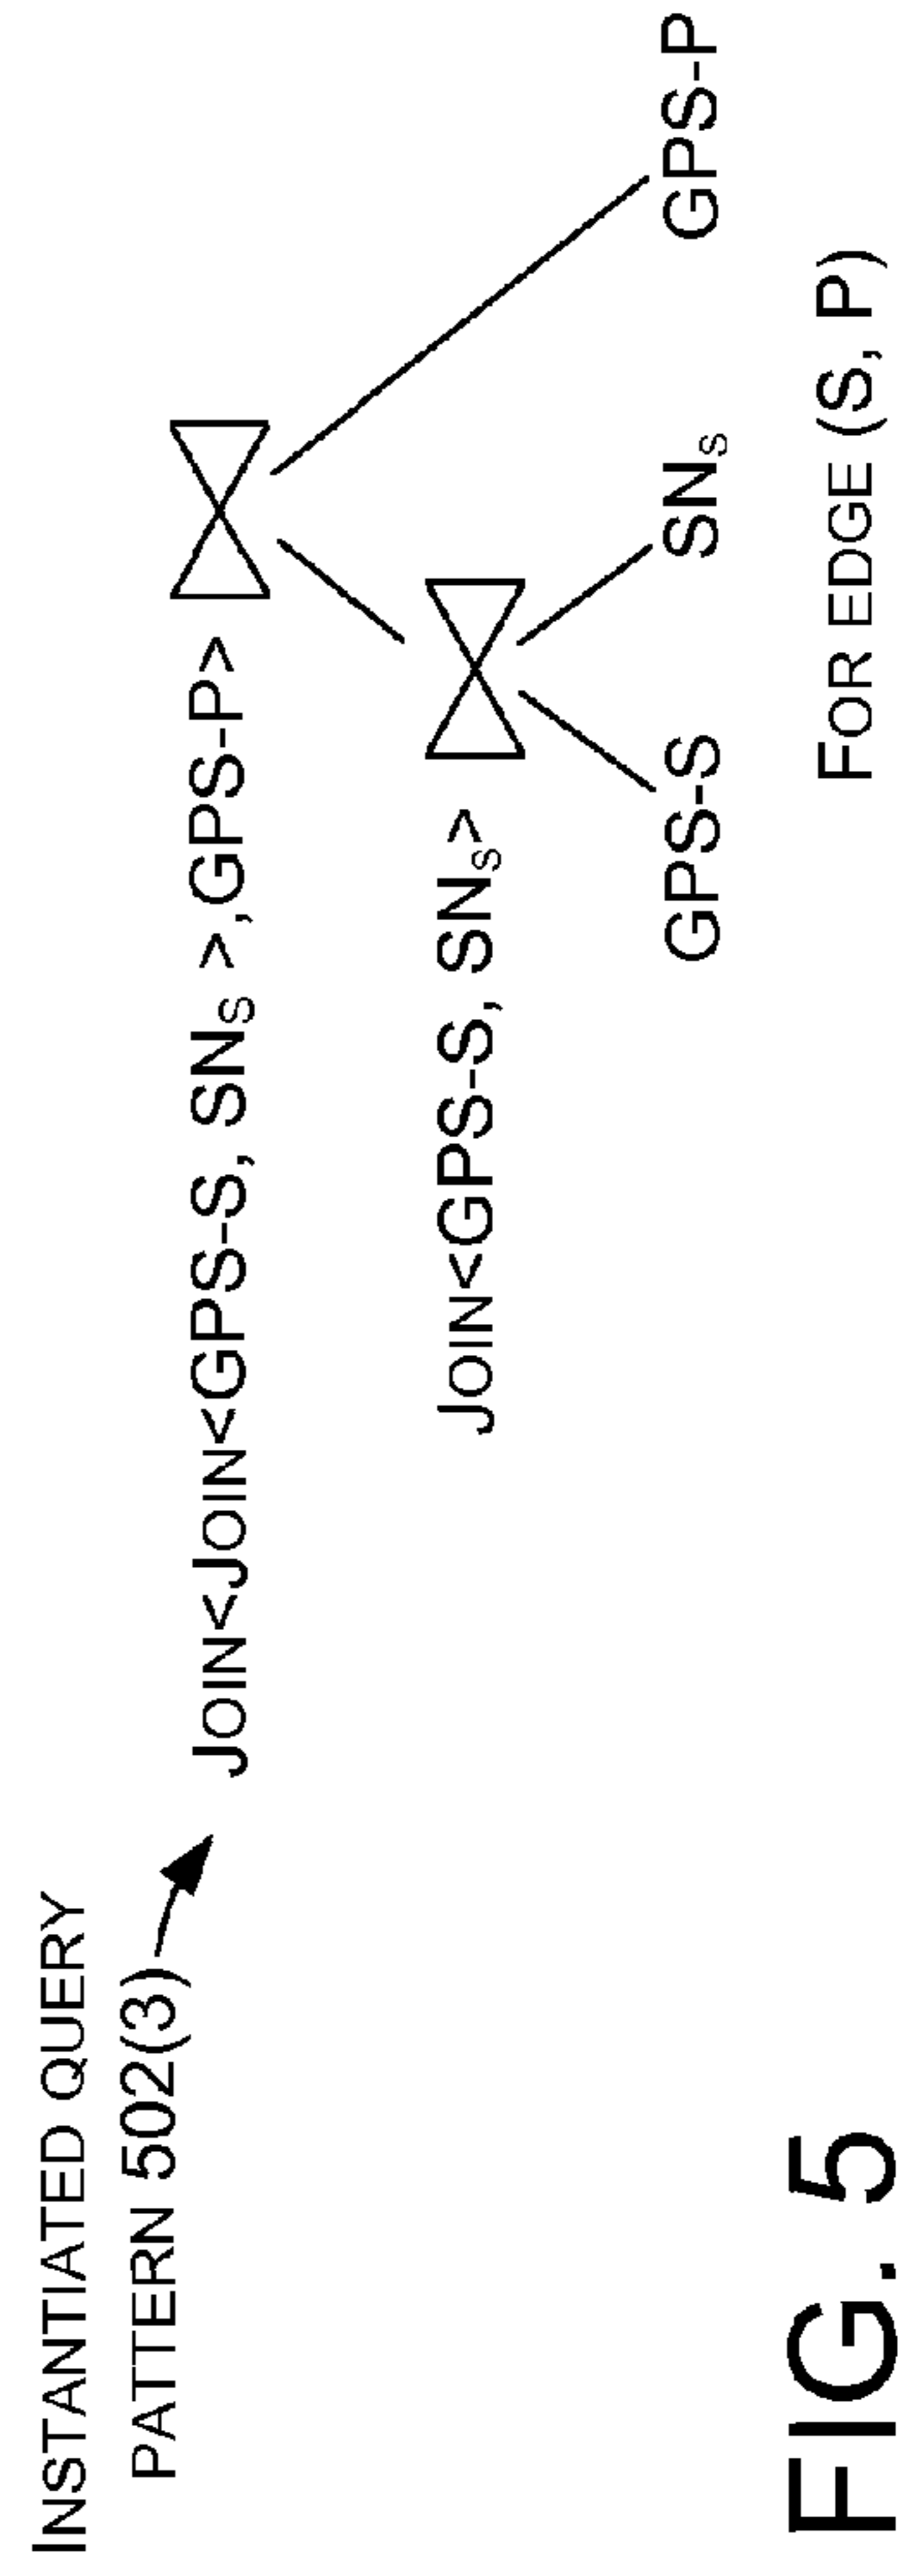 INSTANTIATED QUERY
PATTERN 502(3)
JOIN<JOIN<GPS-S, SNS >,GPS-P>
JOIN<GPS-S, SNS>
GPS-S SNS GPS-P
FOR EDGE (S, P)
FIG. 5